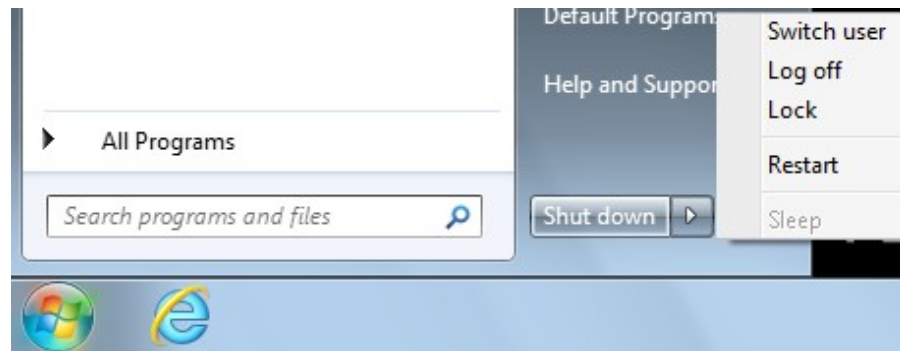 Default Program
Help and Suppor
All Programs
Search programs and files
Shut down
Switch user
Log off
Lock
Restart
Sleep